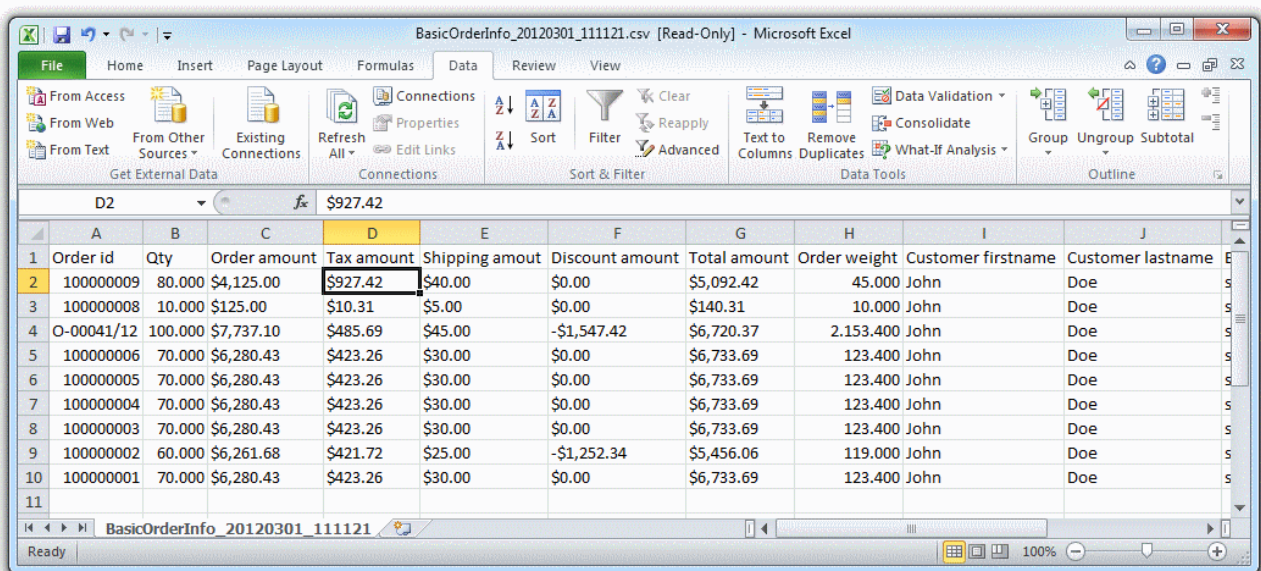 BasicOrderInfo_20120301_111121.csv [Read-Only] - Microsoft Excel
File Home Insert Page Layout Formulas Data Review View
From Access
From Web
From Text
From Other Sources
Existing Connections
Get External Data
Refresh All
Connections
Properties
Edit Links
Connections
Sort
Filter
Clear
Reapply
Advanced
Sort & Filter
Text to Columns
Remove Duplicates
Data Validation
Consolidate
What-If Analysis
Data Tools
Group Ungroup Subtotal
Outline
D2 fx $927.42
A B C D E F G H I J
1 Order id Qty Order amount Tax amount Shipping amout Discount amount Total amount Order weight Customer firstname Customer lastname E
2 100000009 80.000 $4,125.00 $927.42 $40.00 $0.00 $5,092.42 45.000 John Doe s
3 100000008 10.000 $125.00 $10.31 $5.00 $0.00 $140.31 10.000 John Doe s
4 O-00041/12 100.000 $7,737.10 $485.69 $45.00 -$1,547.42 $6,720.37 2.153.400 John Doe s
5 100000006 70.000 $6,280.43 $423.26 $30.00 $0.00 $6,733.69 123.400 John Doe s
6 100000005 70.000 $6,280.43 $423.26 $30.00 $0.00 $6,733.69 123.400 John Doe s
7 100000004 70.000 $6,280.43 $423.26 $30.00 $0.00 $6,733.69 123.400 John Doe s
8 100000003 70.000 $6,280.43 $423.26 $30.00 $0.00 $6,733.69 123.400 John Doe s
9 100000002 60.000 $6,261.68 $421.72 $25.00 -$1,252.34 $5,456.06 119.000 John Doe s
10 100000001 70.000 $6,280.43 $423.26 $30.00 $0.00 $6,733.69 123.400 John Doe s
11
BasicOrderInfo_20120301_111121
Ready 100%